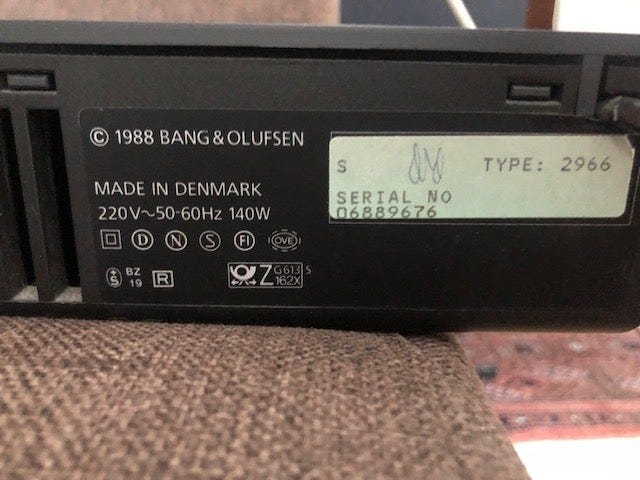 © 1988 BANG & OLUFSEN
MADE IN DENMARK
220V~50-60Hz 140W
D N S FI OVE
S BZ 19 R
Z G613 S
162X
S TYPE: 2966
SERIAL NO
06889676